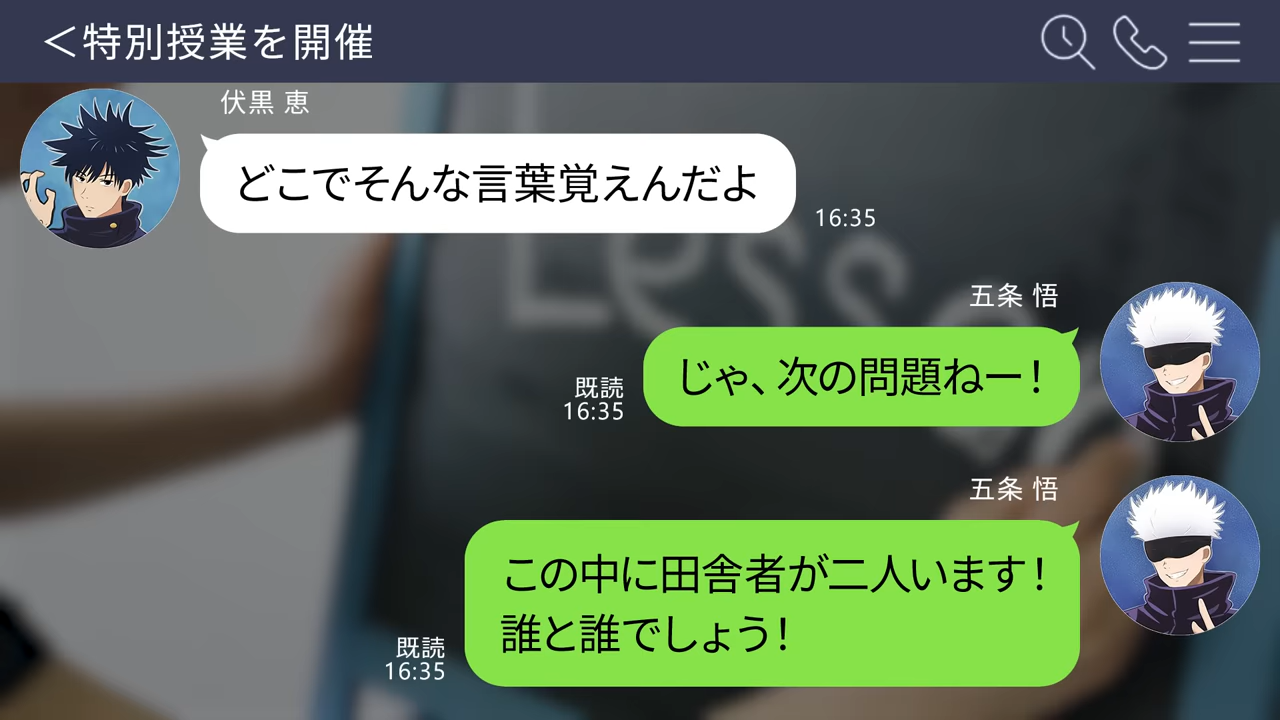 <特別授業を開催
伏黒 恵
どこでそんな言葉覚えんだよ
16:35
五条 悟
じゃ、次の問題ねー!
既読
16:35
五条 悟
この中に田舎者が二人います!
誰と誰でしょう!
既読
16:35
Lesson